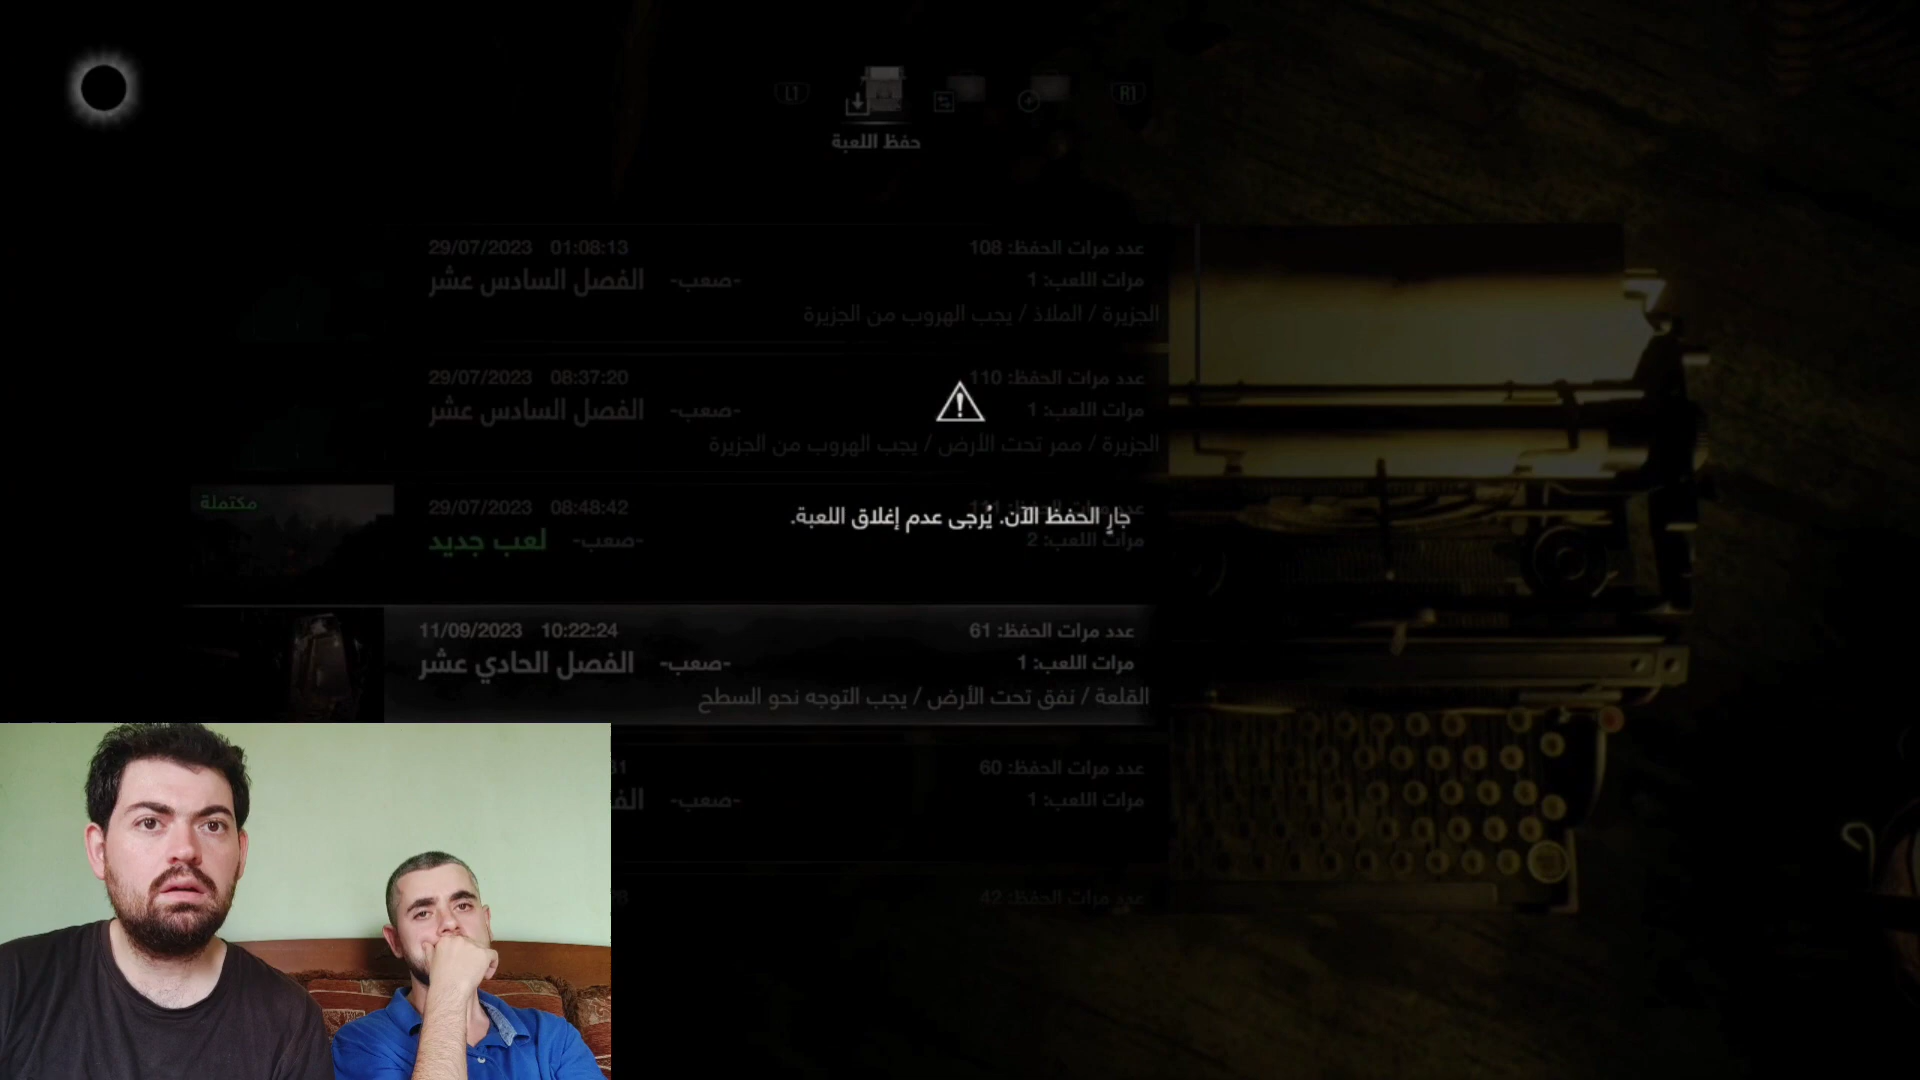 L1
R1
حفظ اللعبة
29/07/2023 01:08:13
عدد مرات الحفظ: 108
الفصل السادس عشر -صعب-
مرات اللعب: 1
الجزيرة / الملاذ / يجب الهروب من الجزيرة
29/07/2023 08:37:20
عدد مرات الحفظ: 110
الفصل السادس عشر -صعب-
مرات اللعب: 1
الجزيرة / ممر تحت الأرض / يجب الهروب من الجزيرة
مكتملة
29/07/2023 08:48:42
عدد مرات الحفظ: 111
جارٍ الحفظ الآن. يُرجى عدم إغلاق اللعبة.
لعب جديد -صعب-
مرات اللعب: 2
11/09/2023 10:22:24
عدد مرات الحفظ: 61
الفصل الحادي عشر -صعب-
مرات اللعب: 1
القلعة / نفق تحت الأرض / يجب التوجه نحو السطح
عدد مرات الحفظ: 60
-صعب-
مرات اللعب: 1
عدد مرات الحفظ: 42